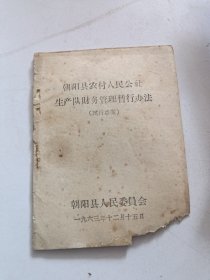 朝阳县农村人民公社
生产队财务管理暂行办法
(试行草案)
朝阳县人民委员会
一九六三年十二月十五日